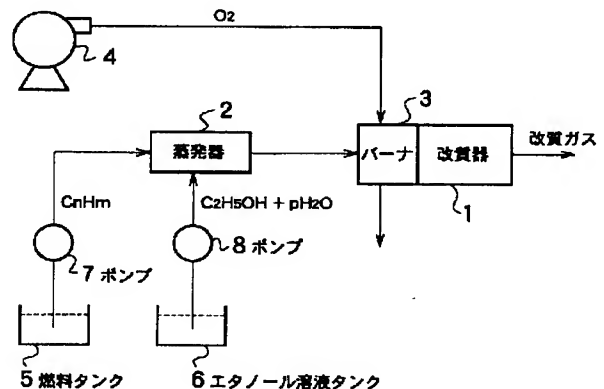 O2
4
2
蒸発器
3
バーナ
改質器
改質ガス
1
CnHm
C2H5OH + pH2O
7 ポンプ
8 ポンプ
5 燃料タンク
6 エタノール溶液タンク